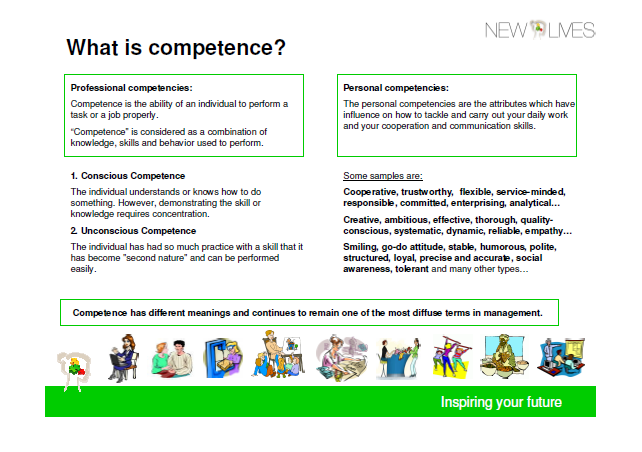 NEW LIVES
What is competence?
Professional competencies:
Competence is the ability of an individual to perform a
task or a job properly.
“Competence” is considered as a combination of
knowledge, skills and behavior used to perform.
Personal competencies:
The personal competencies are the attributes which have
influence on how to tackle and carry out your daily work
and your cooperation and communication skills.
1. Conscious Competence
The individual understands or knows how to do
something. However, demonstrating the skill or
knowledge requires concentration.
2. Unconscious Competence
The individual has had so much practice with a skill that it
has become "second nature" and can be performed
easily.
Some samples are:
Cooperative, trustworthy, flexible, service-minded,
responsible, committed, enterprising, analytical…
Creative, ambitious, effective, thorough, quality-
conscious, systematic, dynamic, reliable, empathy…
Smiling, go-do attitude, stable, humorous, polite,
structured, loyal, precise and accurate, social
awareness, tolerant and many other types…
Competence has different meanings and continues to remain one of the most diffuse terms in management.
Inspiring your future